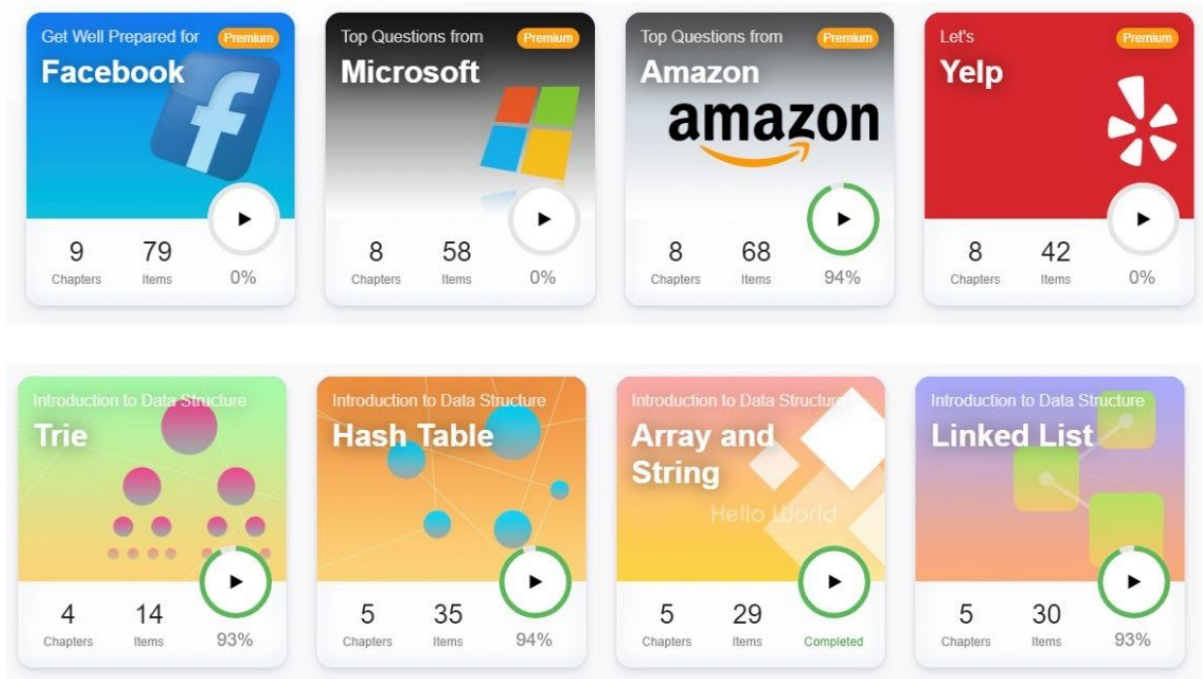 Get Well Prepared for
Premium
Facebook
9 79
Chapters Items 0%
Top Questions from
Premium
Microsoft
8 58
Chapters Items 0%
Top Questions from
Premium
Amazon
amazon
8 68
Chapters Items 94%
Let's
Premium
Yelp
8 42
Chapters Items 0%
Introduction to Data Structure
Trie
4 14
Chapters Items 93%
Introduction to Data Structure
Hash Table
5 35
Chapters Items 94%
Introduction to Data Structure
Array and
String
Hello World
5 29
Chapters Items Completed
Introduction to Data Structure
Linked List
5 30
Chapters Items 93%